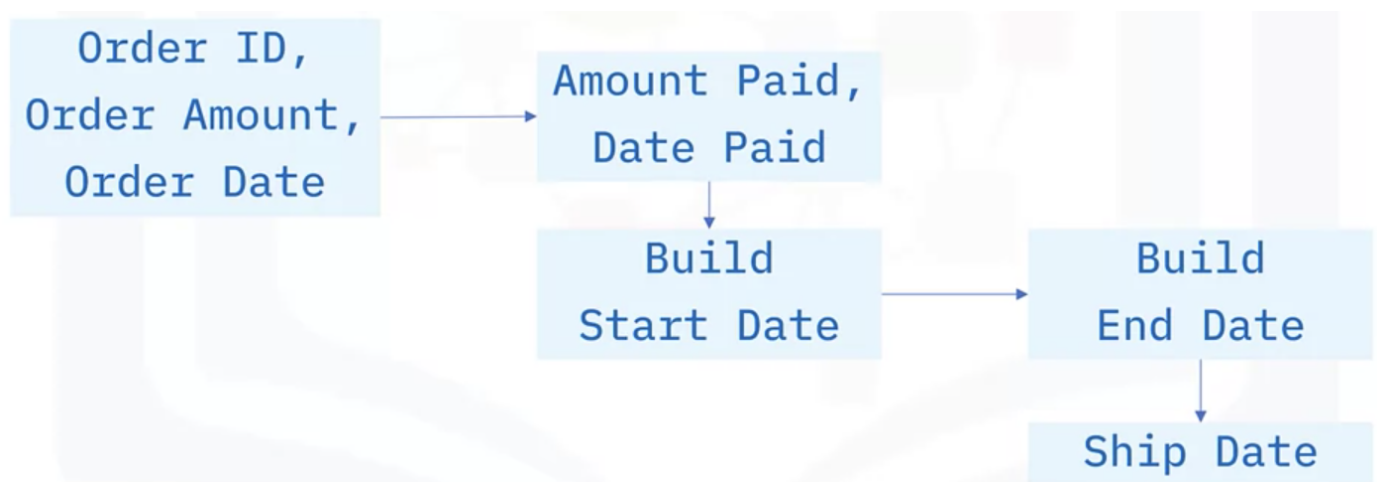 Order ID,
Order Amount,
Order Date
Amount Paid,
Date Paid
Build
Start Date
Build
End Date
Ship Date